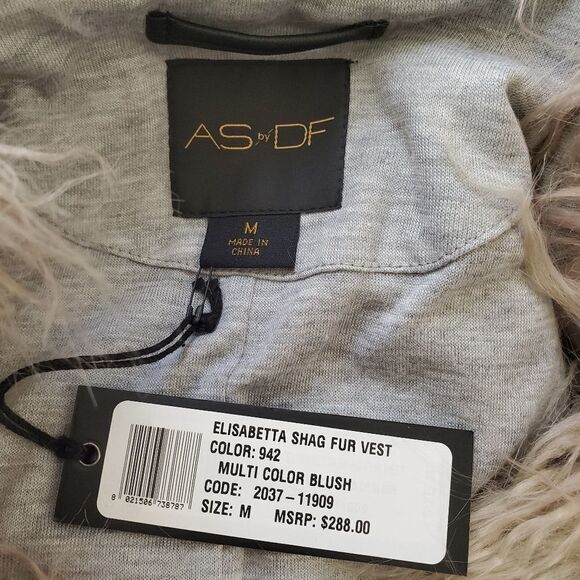 AS by DF
M
MADE IN
CHINA
ELISABETTA SHAG FUR VEST
COLOR: 942
MULTI COLOR BLUSH
CODE: 2037-11909
SIZE: M MSRP: $288.00
8 021506 738787